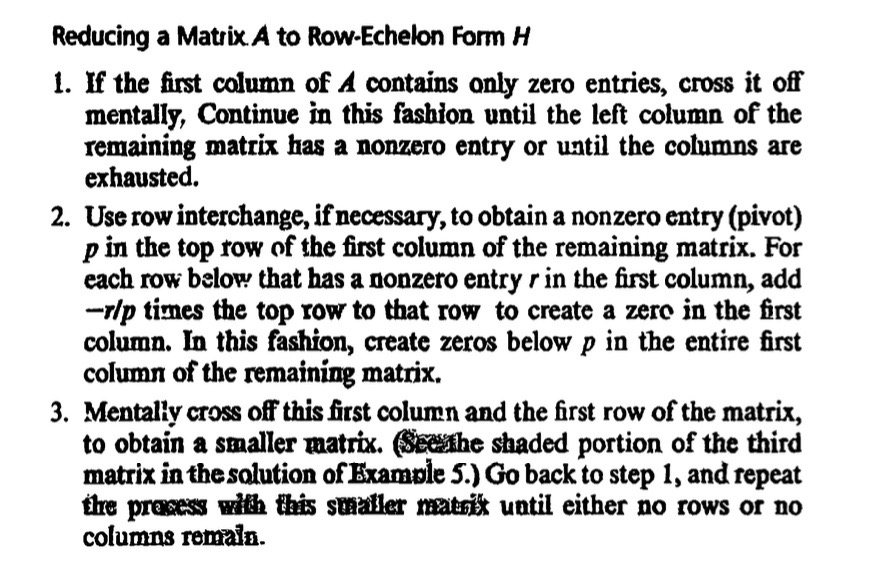 Reducing a Matrix A to Row-Echelon Form H
1. If the first column of A contains only zero entries, cross it off
mentally, Continue in this fashion until the left column of the
remaining matrix has a nonzero entry or until the columns are
exhausted.
2. Use row interchange, if necessary, to obtain a nonzero entry (pivot)
p in the top row of the first column of the remaining matrix. For
each row below that has a nonzero entry r in the first column, add
−r/p times the top row to that row to create a zero in the first
column. In this fashion, create zeros below p in the entire first
column of the remaining matrix.
3. Mentally cross off this first column and the first row of the matrix,
to obtain a smaller matrix. (See the shaded portion of the third
matrix in the solution of Example 5.) Go back to step 1, and repeat
the process with this smaller matrix until either no rows or no
columns remain.